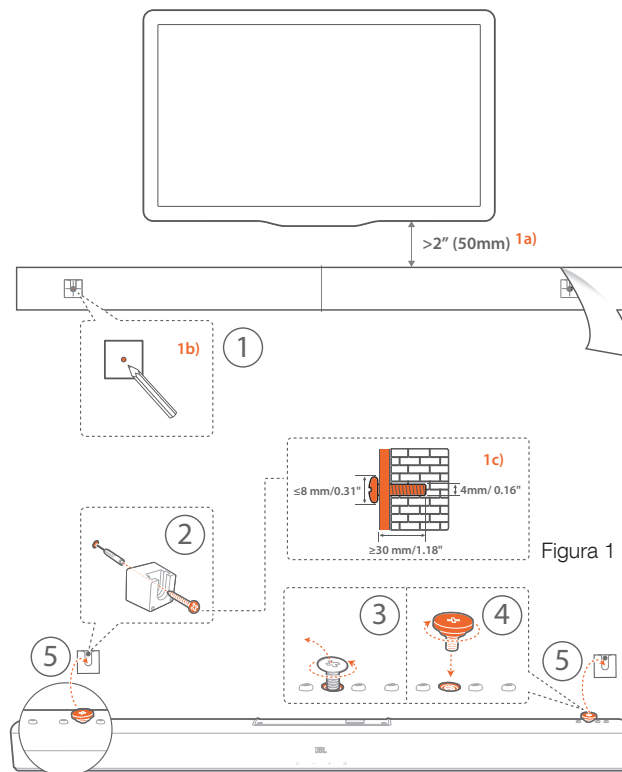 >2” (50mm) 1a)
1b)
1
1c)
≤8 mm/0.31"
4mm/ 0.16"
≥30 mm/1.18"
Figura 1
2
3
4
5
5
JBL